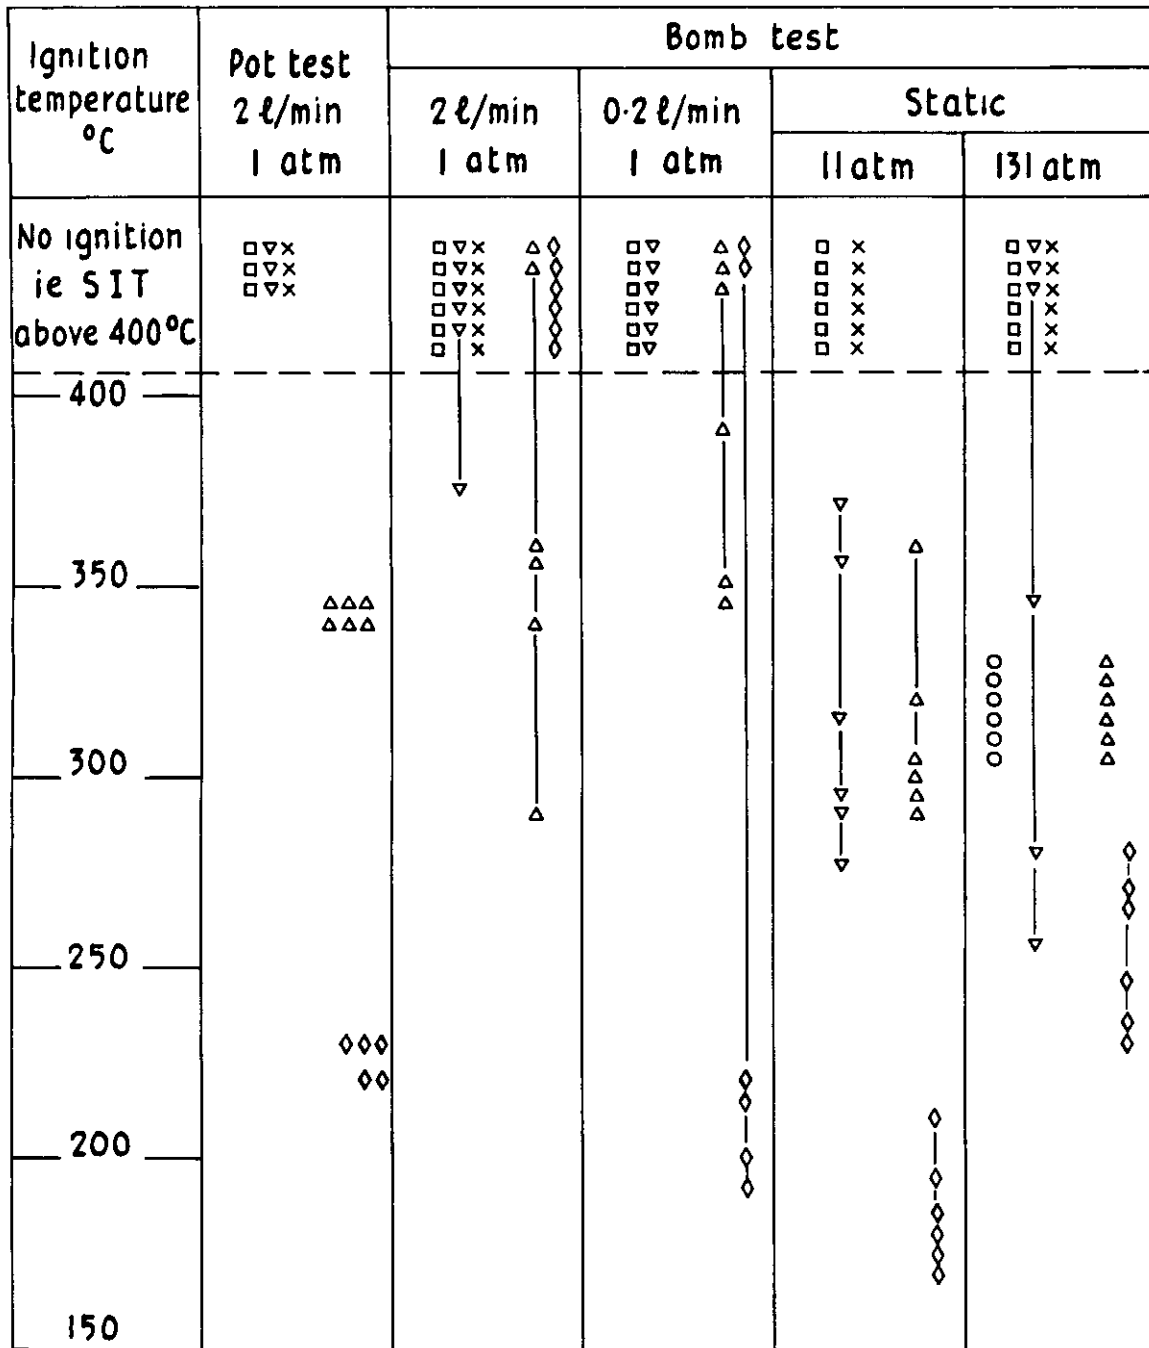 Ignition
temperature
°C
Pot test
2 ℓ/min
1 atm
Bomb test
2 ℓ/min
1 atm
0·2 ℓ/min
1 atm
Static
11 atm
131 atm
No ignition
ie SIT
above 400°C
400
350
300
250
200
150